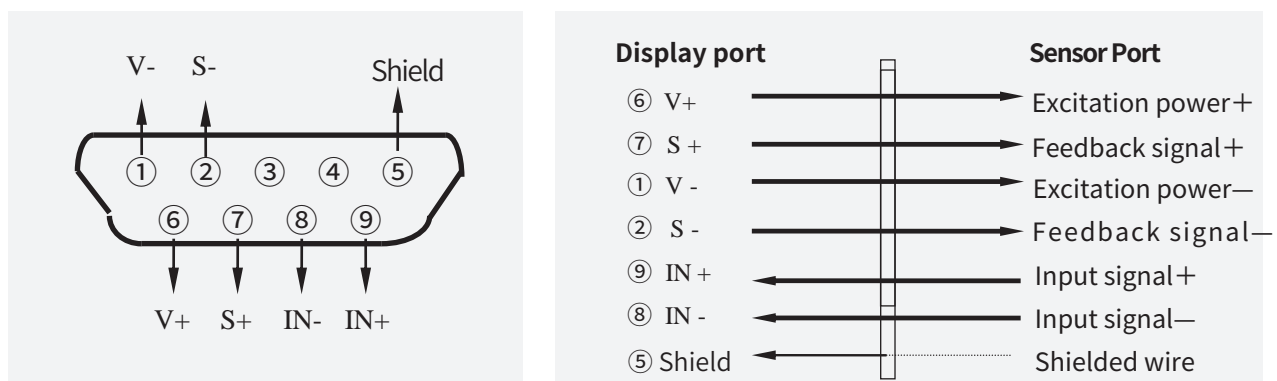 V- S- Shield
① ② ③ ④ ⑤
⑥ ⑦ ⑧ ⑨
V+ S+ IN- IN+
Display port Sensor Port
⑥ V+ Excitation power+
⑦ S + Feedback signal+
① V - Excitation power—
② S - Feedback signal—
⑨ IN + Input signal+
⑧ IN - Input signal—
⑤ Shield Shielded wire